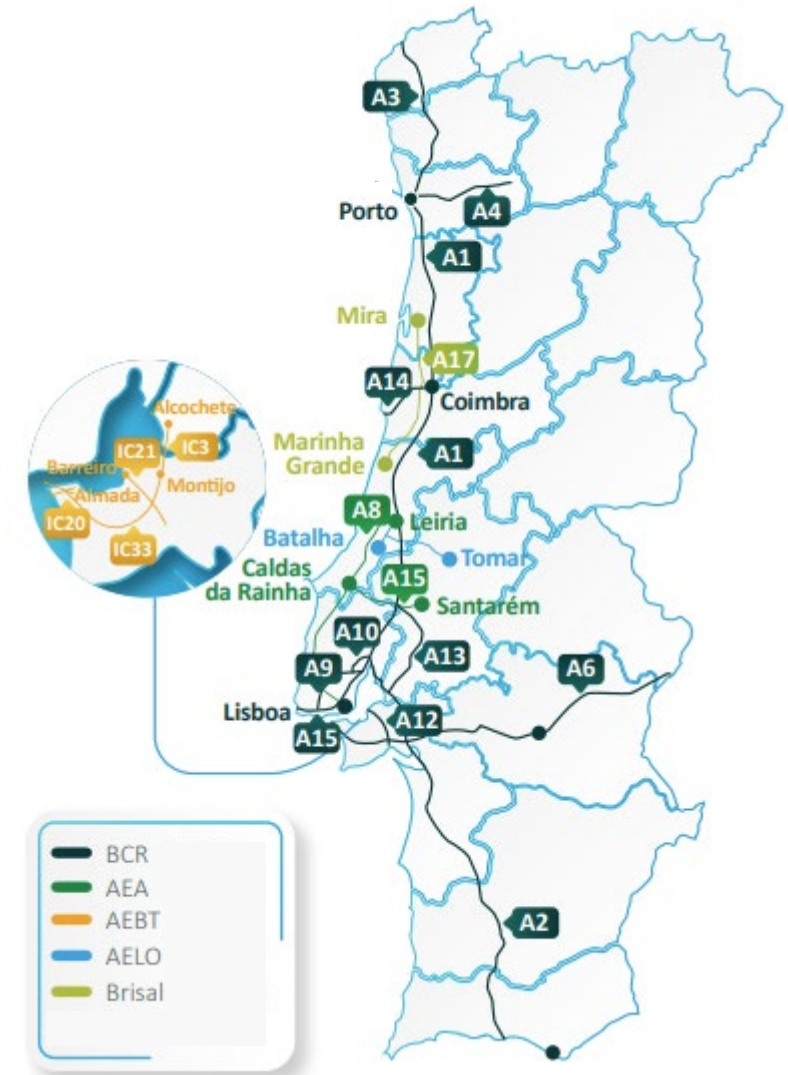 A3
Porto
A4
A1
Mira
A17
A14
Coimbra
Marinha
Grande
A1
A8
Leiria
Batalha
Tomar
Caldas
da Rainha
A15
Santarém
A10
A9
A13
A6
Lisboa
A12
A15
A2
Alcochete
IC21
IC3
Barreiro
Montijo
Almada
IC20
IC33
BCR
AEA
AEBT
AELO
Brisal